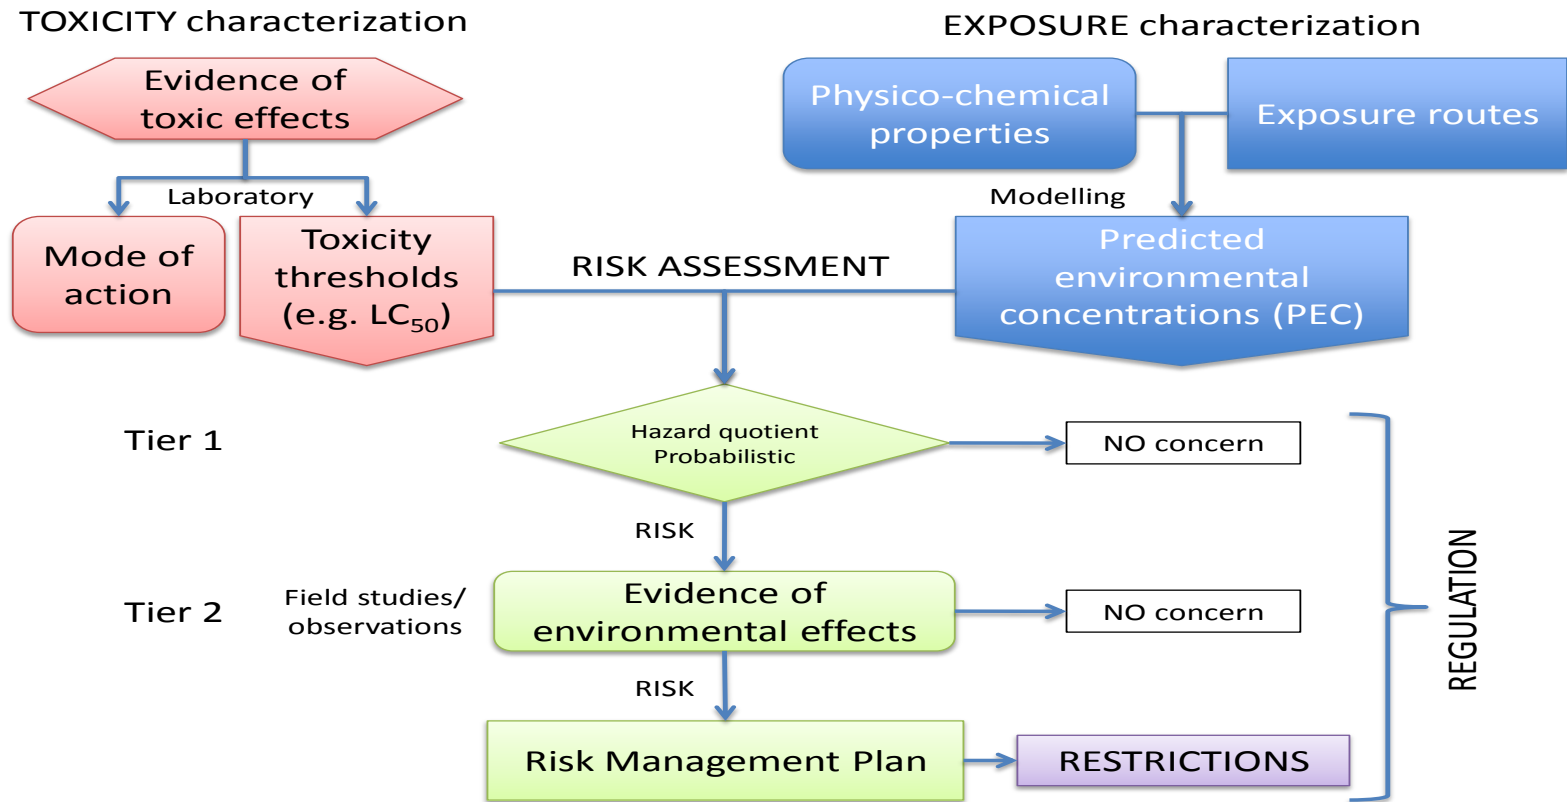 TOXICITY characterization
EXPOSURE characterization
Evidence of
toxic effects
Physico-chemical
properties
Exposure routes
Laboratory
Modelling
Mode of
action
Toxicity
thresholds
(e.g. LC50)
RISK ASSESSMENT
Predicted
environmental
concentrations (PEC)
Tier 1
Hazard quotient
Probabilistic
NO concern
RISK
Tier 2
Field studies/
observations
Evidence of
environmental effects
NO concern
RISK
Risk Management Plan
RESTRICTIONS
REGULATION